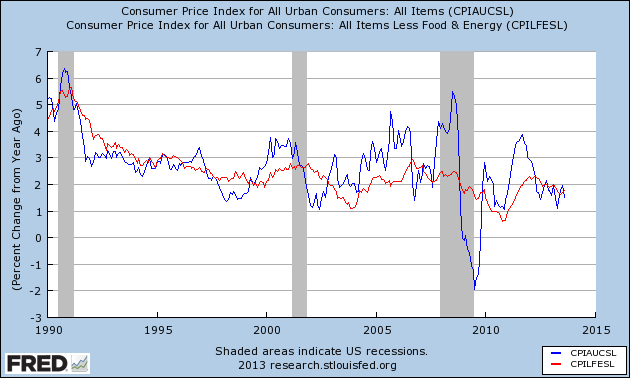 Consumer Price Index for All Urban Consumers: All Items (CPIAUCSL)
Consumer Price Index for All Urban Consumers: All Items Less Food & Energy (CPILFESL)
(Percent Change from Year Ago)
7
6
5
4
3
2
1
0
-1
-2
-3
1990 1995 2000 2005 2010 2015
Shaded areas indicate US recessions.
2013 research.stlouisfed.org
FRED
CPIAUCSL
CPILFESL